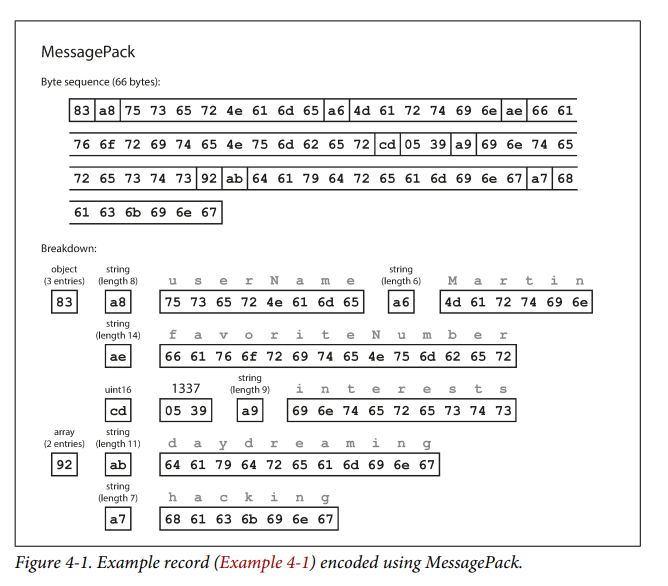 MessagePack
Byte sequence (66 bytes):
83 a8 75 73 65 72 4e 61 6d 65 a6 4d 61 72 74 69 6e ae 66 61
76 6f 72 69 74 65 4e 75 6d 62 65 72 cd 05 39 a9 69 6e 74 65
72 65 73 74 73 92 ab 64 61 79 64 72 65 61 6d 69 6e 67 a7 68
61 63 6b 69 6e 67
Breakdown:
object
(3 entries)
83
string
(length 8)
a8
u s e r N a m e
75 73 65 72 4e 61 6d 65
string
(length 6)
a6
M a r t i n
4d 61 72 74 69 6e
string
(length 14)
ae
f a v o r i t e N u m b e r
66 61 76 6f 72 69 74 65 4e 75 6d 62 65 72
uint16
cd
1337
05 39
string
(length 9)
a9
i n t e r e s t s
69 6e 74 65 72 65 73 74 73
array
(2 entries)
92
string
(length 11)
ab
d a y d r e a m i n g
64 61 79 64 72 65 61 6d 69 6e 67
string
(length 7)
a7
h a c k i n g
68 61 63 6b 69 6e 67
Figure 4-1. Example record (Example 4-1) encoded using MessagePack.